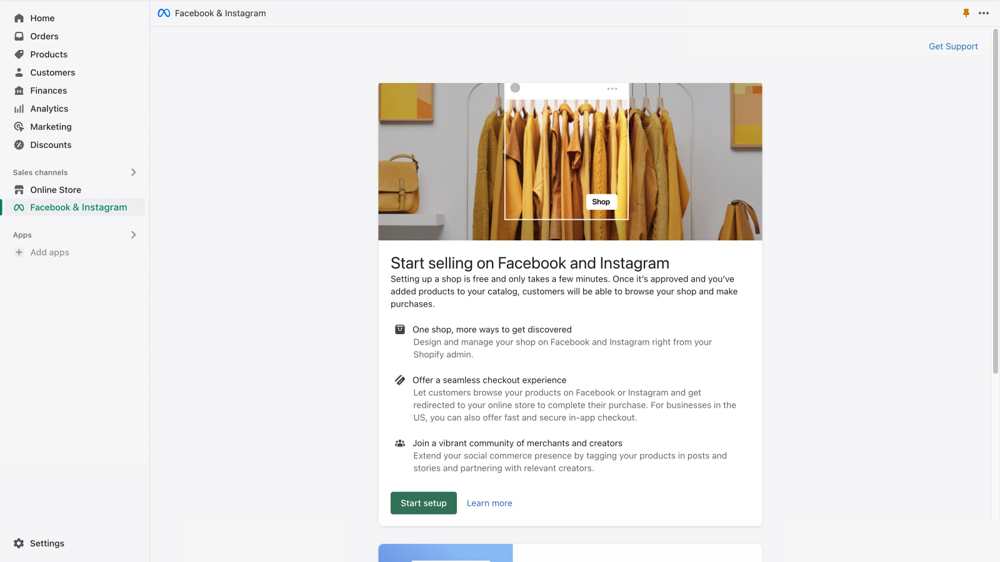 Home
Orders
Products
Customers
Finances
Analytics
Marketing
Discounts
Sales channels
Online Store
Facebook & Instagram
Apps
Add apps
Settings
Facebook & Instagram
Get Support
Shop
Start selling on Facebook and Instagram
Setting up a shop is free and only takes a few minutes. Once it’s approved and you’ve
added products to your catalog, customers will be able to browse your shop and make
purchases.
One shop, more ways to get discovered
Design and manage your shop on Facebook and Instagram right from your
Shopify admin.
Offer a seamless checkout experience
Let customers browse your products on Facebook or Instagram and get
redirected to your online store to complete their purchase. For businesses in the
US, you can also offer fast and secure in-app checkout.
Join a vibrant community of merchants and creators
Extend your social commerce presence by tagging your products in posts and
stories and partnering with relevant creators.
Start setup
Learn more